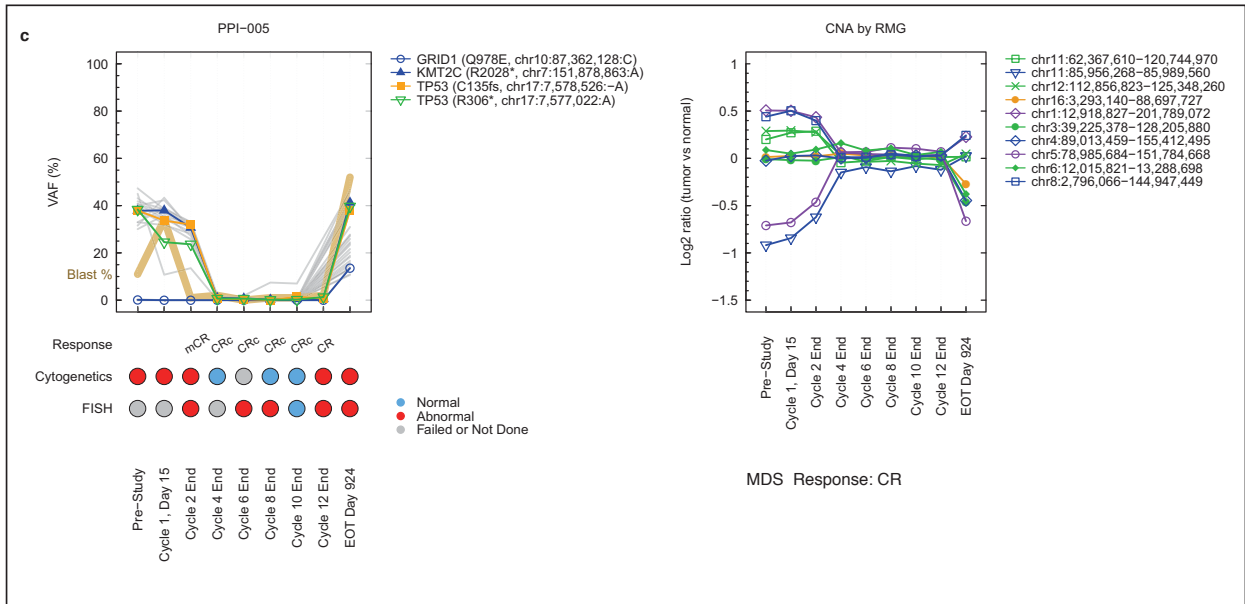 c
PPI−005
VAF (%)
100
80
60
40
20
0
Blast %
GRID1 (Q978E, chr10:87,362,128:C)
KMT2C (R2028*, chr7:151,878,863:A)
TP53 (C135fs, chr17:7,578,526:−A)
TP53 (R306*, chr17:7,577,022:A)
Response
mCR
CRc
CRc
CRc
CRc
CR
Cytogenetics
FISH
Normal
Abnormal
Failed or Not Done
Pre−Study
Cycle 1, Day 15
Cycle 2 End
Cycle 4 End
Cycle 6 End
Cycle 8 End
Cycle 10 End
Cycle 12 End
EOT Day 924
CNA by RMG
Log2 ratio (tumor vs normal)
1
0.5
0
−0.5
−1
−1.5
chr11:62,367,610−120,744,970
chr11:85,956,268−85,989,560
chr12:112,856,823−125,348,260
chr16:3,293,140−88,697,727
chr1:12,918,827−201,789,072
chr3:39,225,378−128,205,880
chr4:89,013,459−155,412,495
chr5:78,985,684−151,784,668
chr6:12,015,821−13,288,698
chr8:2,796,066−144,947,449
Pre−Study
Cycle 1, Day 15
Cycle 2 End
Cycle 4 End
Cycle 6 End
Cycle 8 End
Cycle 10 End
Cycle 12 End
EOT Day 924
MDS Response: CR